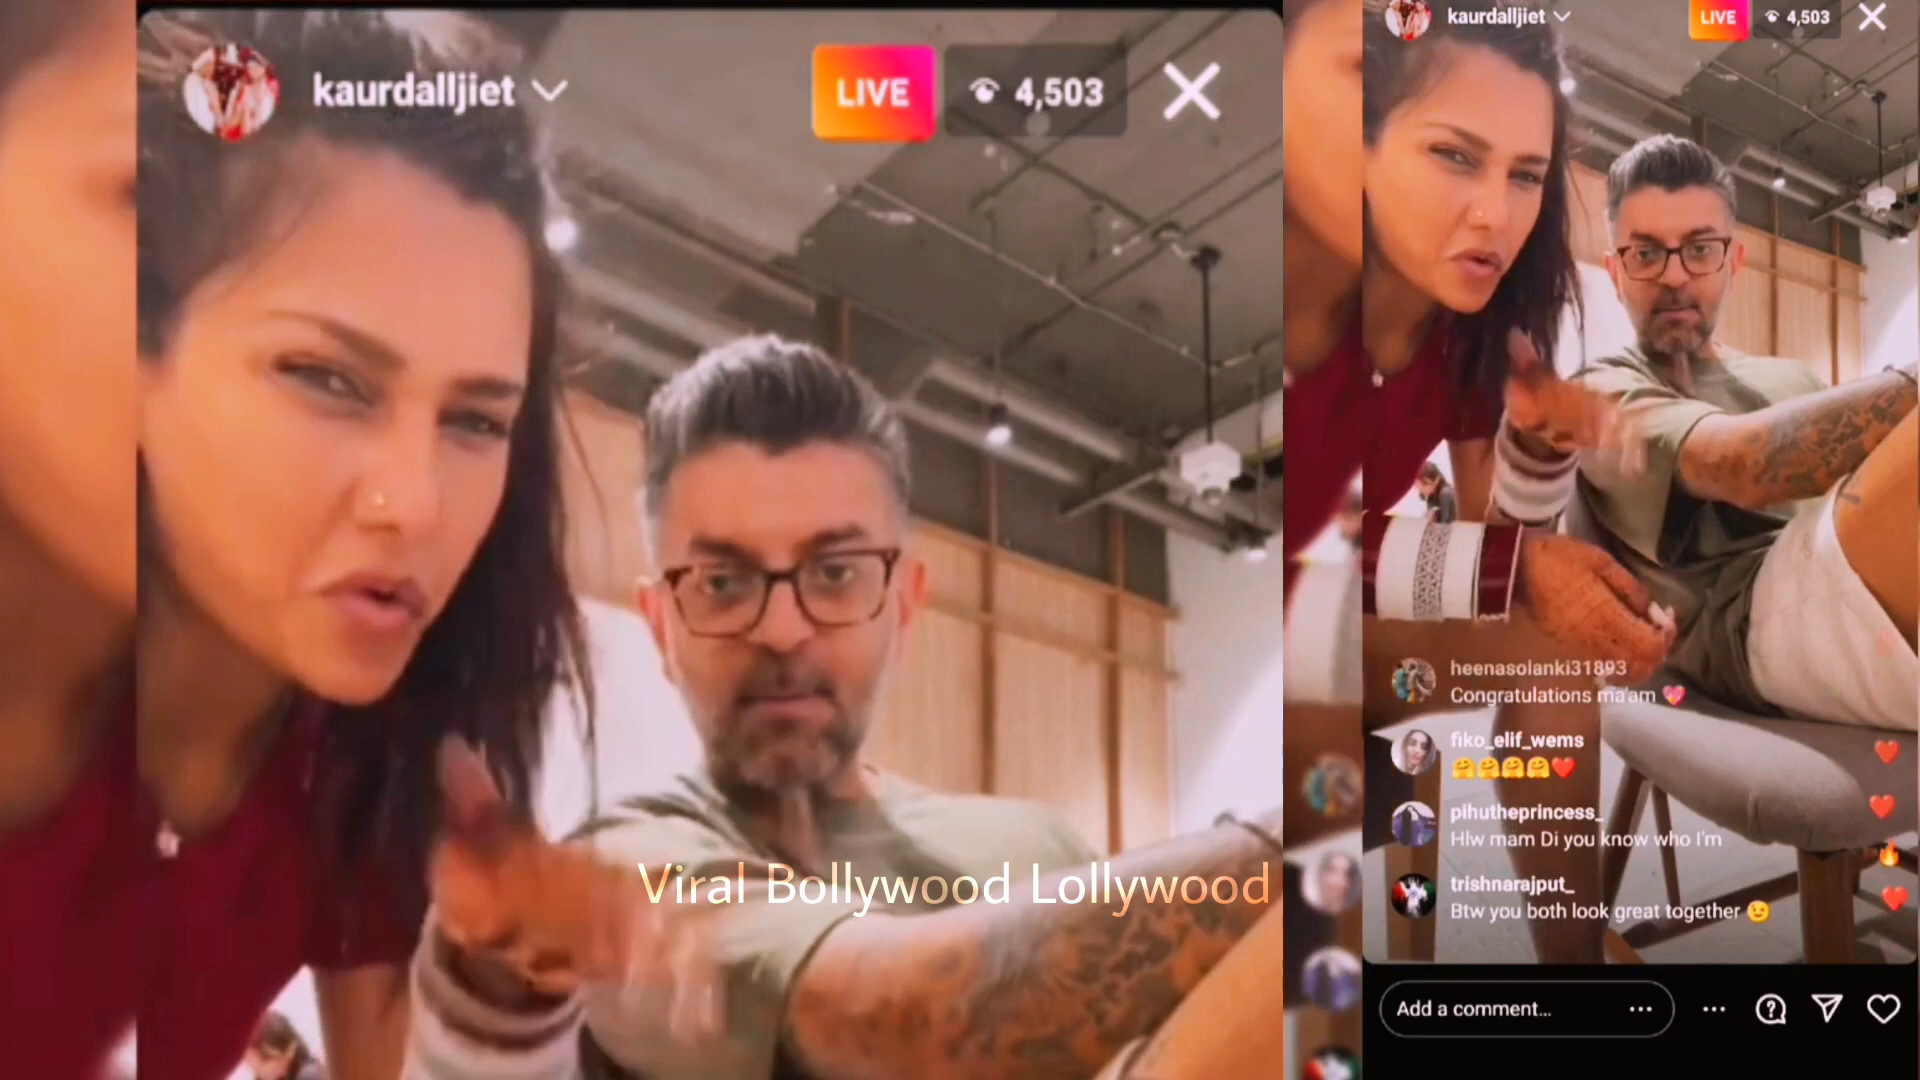 kaurdalljiet
LIVE
4,503
Viral Bollywood Lollywood
kaurdalljiet
LIVE
4,503
heenasolanki31893
Congratulations ma'am 💖
fiko_elif_wems
🤗🤗🤗🤗❤️
pihutheprincess_
Hlw mam Di you know who I'm
trishnarajput_
Btw you both look great together 😉
Add a comment...